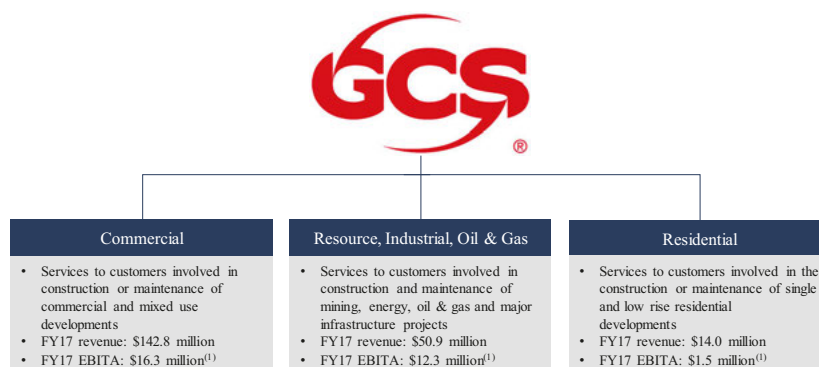 GCS
®
Commercial
• Services to customers involved in
construction or maintenance of
commercial and mixed use
developments
• FY17 revenue: $142.8 million
• FY17 EBITA: $16.3 million(1)
Resource, Industrial, Oil & Gas
• Services to customers involved in
construction and maintenance of
mining, energy, oil & gas and major
infrastructure projects
• FY17 revenue: $50.9 million
• FY17 EBITA: $12.3 million(1)
Residential
• Services to customers involved in the
construction or maintenance of single
and low rise residential
developments
• FY17 revenue: $14.0 million
• FY17 EBITA: $1.5 million(1)